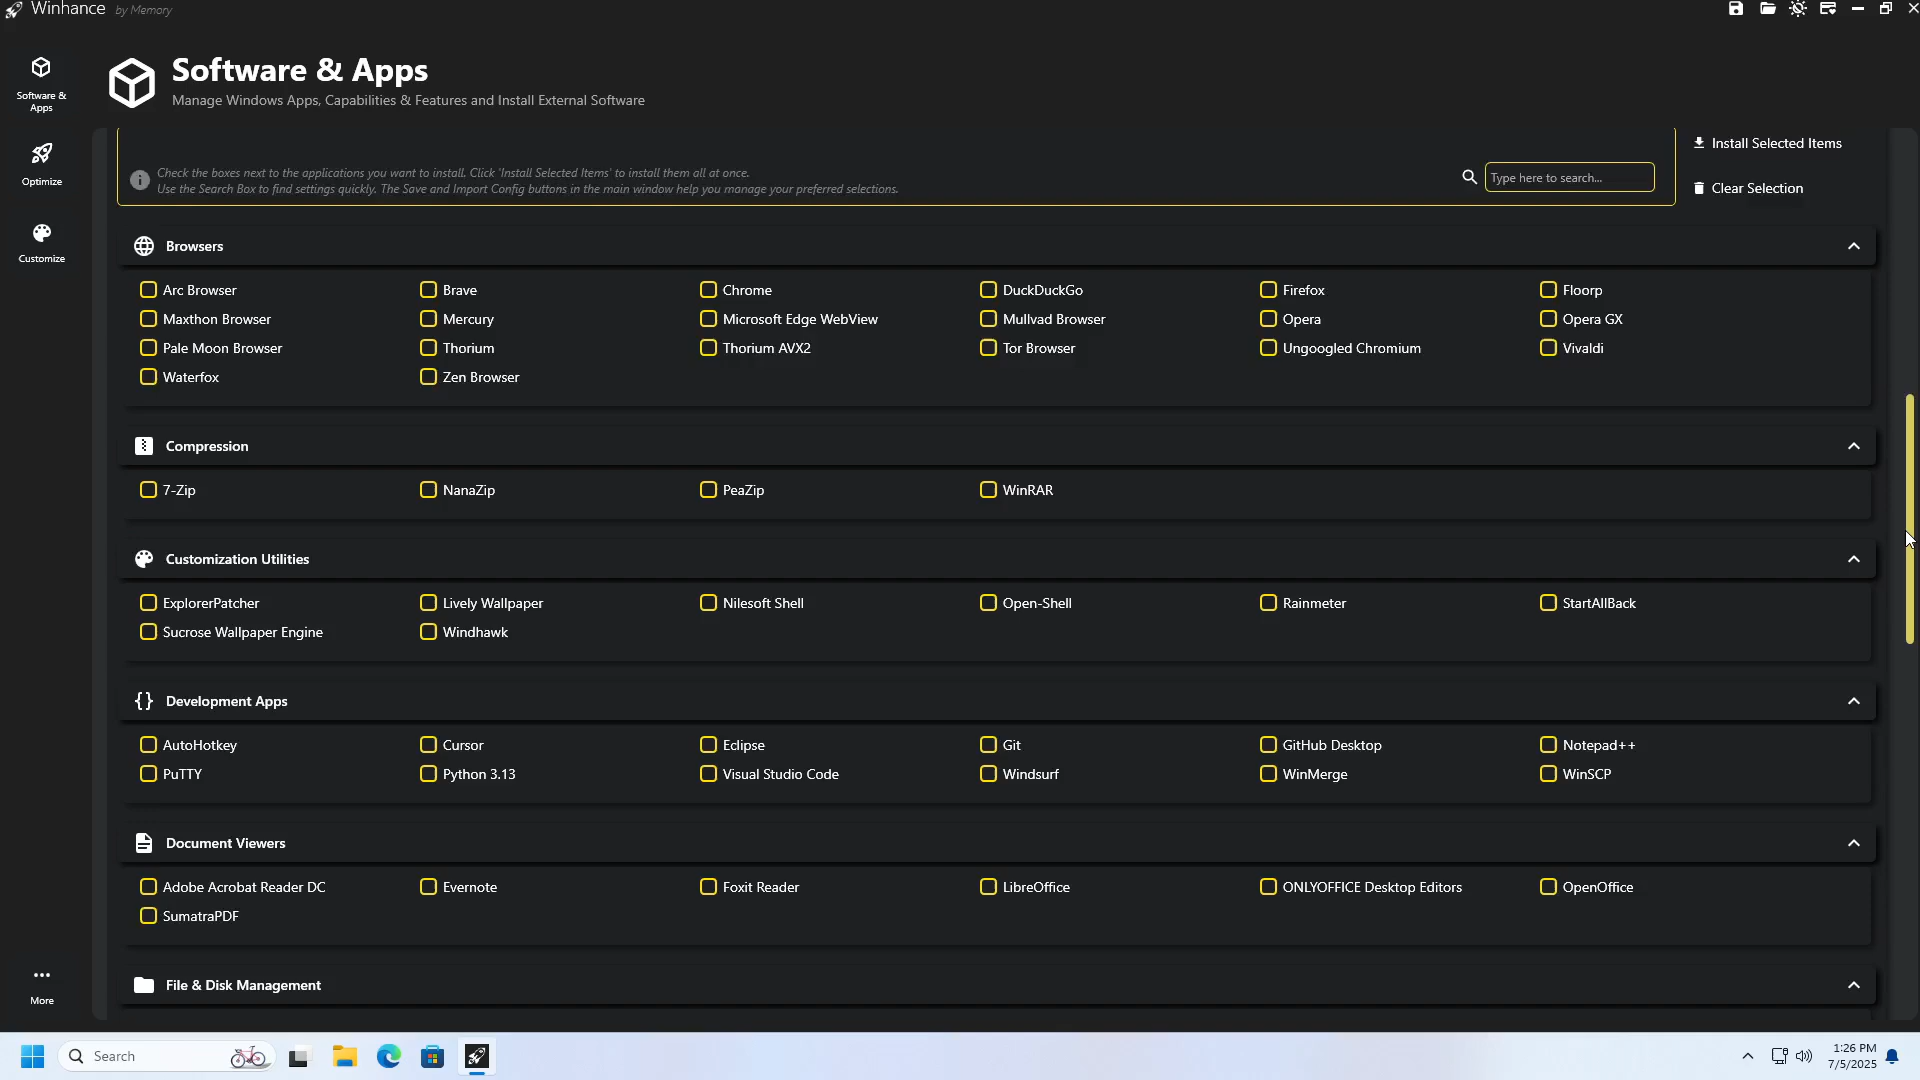 Winhance by Memory
Software & Apps
Manage Windows Apps, Capabilities & Features and Install External Software
Software &
Apps
Optimize
Customize
More
Check the boxes next to the applications you want to install. Click 'Install Selected Items' to install them all at once.
Use the Search Box to find settings quickly. The Save and Import Config buttons in the main window help you manage your preferred selections.
Type here to search...
Install Selected Items
Clear Selection
Browsers
Arc Browser Brave Chrome DuckDuckGo Firefox Floorp
Maxthon Browser Mercury Microsoft Edge WebView Mullvad Browser Opera Opera GX
Pale Moon Browser Thorium Thorium AVX2 Tor Browser Ungoogled Chromium Vivaldi
Waterfox Zen Browser
Compression
7-Zip NanaZip PeaZip WinRAR
Customization Utilities
ExplorerPatcher Lively Wallpaper Nilesoft Shell Open-Shell Rainmeter StartAllBack
Sucrose Wallpaper Engine Windhawk
Development Apps
AutoHotkey Cursor Eclipse Git GitHub Desktop Notepad++
PuTTY Python 3.13 Visual Studio Code Windsurf WinMerge WinSCP
Document Viewers
Adobe Acrobat Reader DC Evernote Foxit Reader LibreOffice ONLYOFFICE Desktop Editors OpenOffice
SumatraPDF
File & Disk Management
Search
1:26 PM
7/5/2025